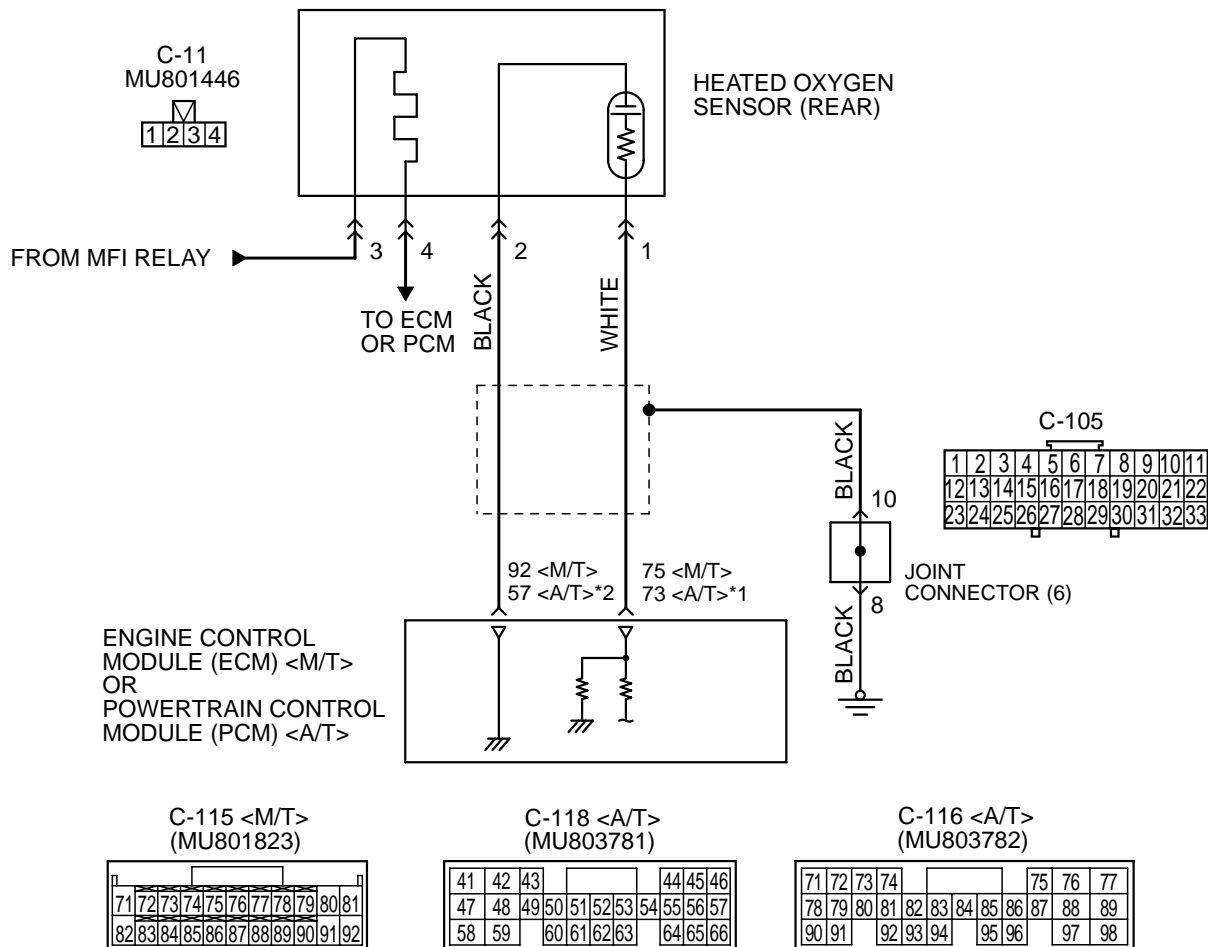 C-11
MU801446
1 2 3 4
HEATED OXYGEN
SENSOR (REAR)
FROM MFI RELAY
3
4
2
1
TO ECM
OR PCM
BLACK
WHITE
BLACK
10
C-105
1 2 3 4 5 6 7 8 9 10 11
12 13 14 15 16 17 18 19 20 21 22
23 24 25 26 27 28 29 30 31 32 33
JOINT
CONNECTOR (6)
8
BLACK
92 <M/T>
57 <A/T>*2
75 <M/T>
73 <A/T>*1
ENGINE CONTROL
MODULE (ECM) <M/T>
OR
POWERTRAIN CONTROL
MODULE (PCM) <A/T>
C-115 <M/T>
(MU801823)
71 72 73 74 75 76 77 78 79 80 81
82 83 84 85 86 87 88 89 90 91 92
C-118 <A/T>
(MU803781)
41 42 43 44 45 46
47 48 49 50 51 52 53 54 55 56 57
58 59 60 61 62 63 64 65 66
C-116 <A/T>
(MU803782)
71 72 73 74 75 76 77
78 79 80 81 82 83 84 85 86 87 88 89
90 91 92 93 94 95 96 97 98